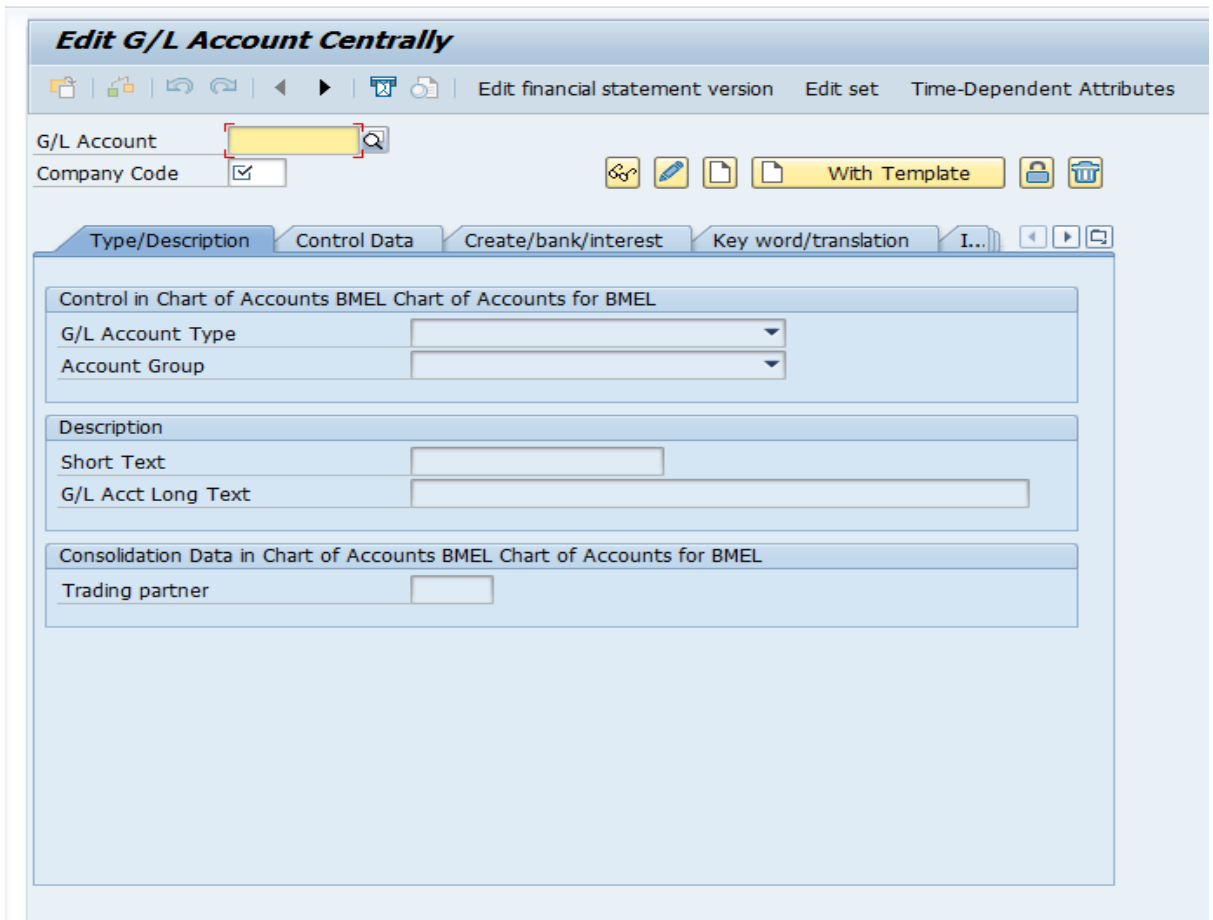 Edit G/L Account Centrally
Edit financial statement version Edit set Time-Dependent Attributes
G/L Account
Company Code
With Template
Type/Description Control Data Create/bank/interest Key word/translation I...
Control in Chart of Accounts BMEL Chart of Accounts for BMEL
G/L Account Type
Account Group
Description
Short Text
G/L Acct Long Text
Consolidation Data in Chart of Accounts BMEL Chart of Accounts for BMEL
Trading partner